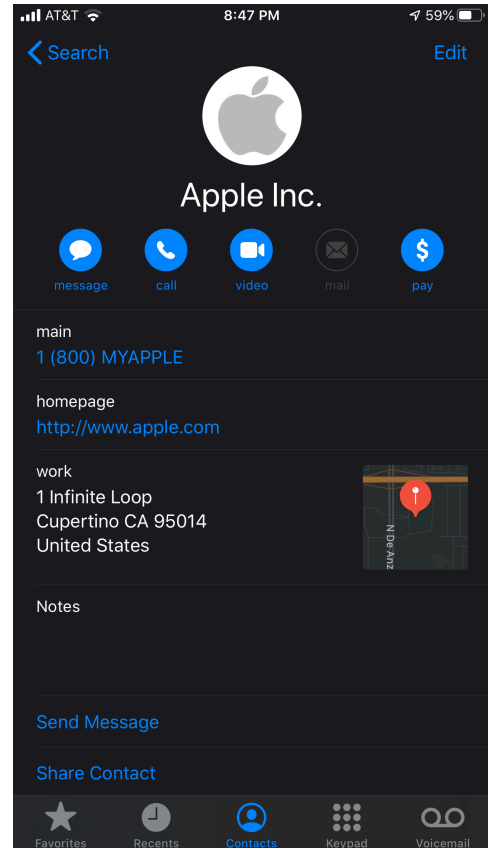 AT&T 8:47 PM 59%
Search Edit
Apple Inc.
message call video mail pay
main
1 (800) MYAPPLE
homepage
http://www.apple.com
work
1 Infinite Loop
Cupertino CA 95014
United States
N De Anz
Notes
Send Message
Share Contact
Favorites Recents Contacts Keypad Voicemail